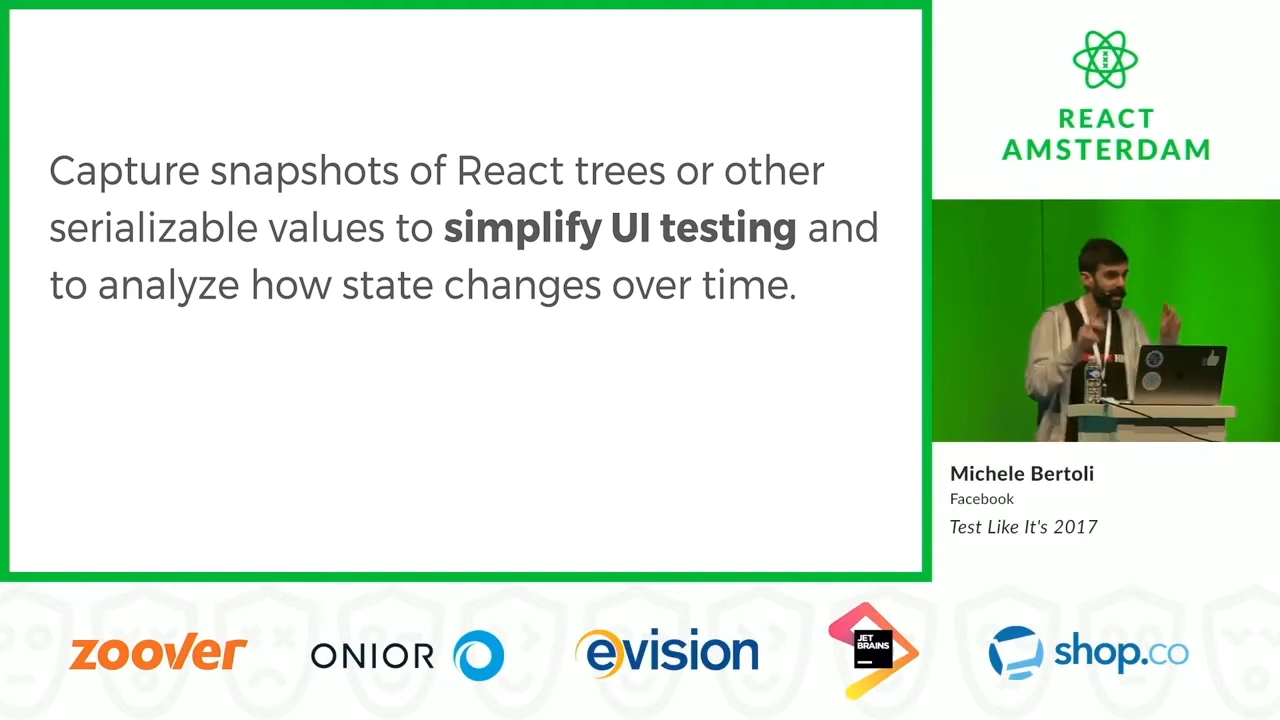 Capture snapshots of React trees or other
serializable values to simplify UI testing and
to analyze how state changes over time.
REACT
AMSTERDAM
Michele Bertoli
Facebook
Test Like It's 2017
zoover
ONIOR
evision
JET
BRAINS
shop.co